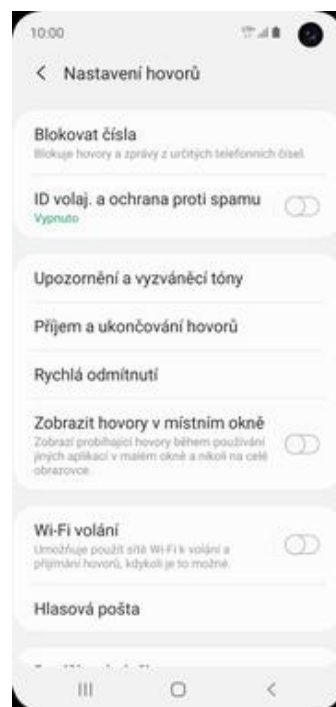 10:00
Nastavení hovorů
Blokovat čísla
Blokuje hovory a zprávy z určitých telefonních čísel.
ID volaj. a ochrana proti spamu
Vypnuto
Upozornění a vyzváněcí tóny
Příjem a ukončování hovorů
Rychlá odmítnutí
Zobrazit hovory v místním okně
Zobrazí probíhající hovory během používání
jiných aplikací v malém okně a nikoli na celé
obrazovce.
Wi-Fi volání
Umožňuje použít sítě Wi-Fi k volání a
přijímání hovorů, kdykoli je to možné.
Hlasová pošta